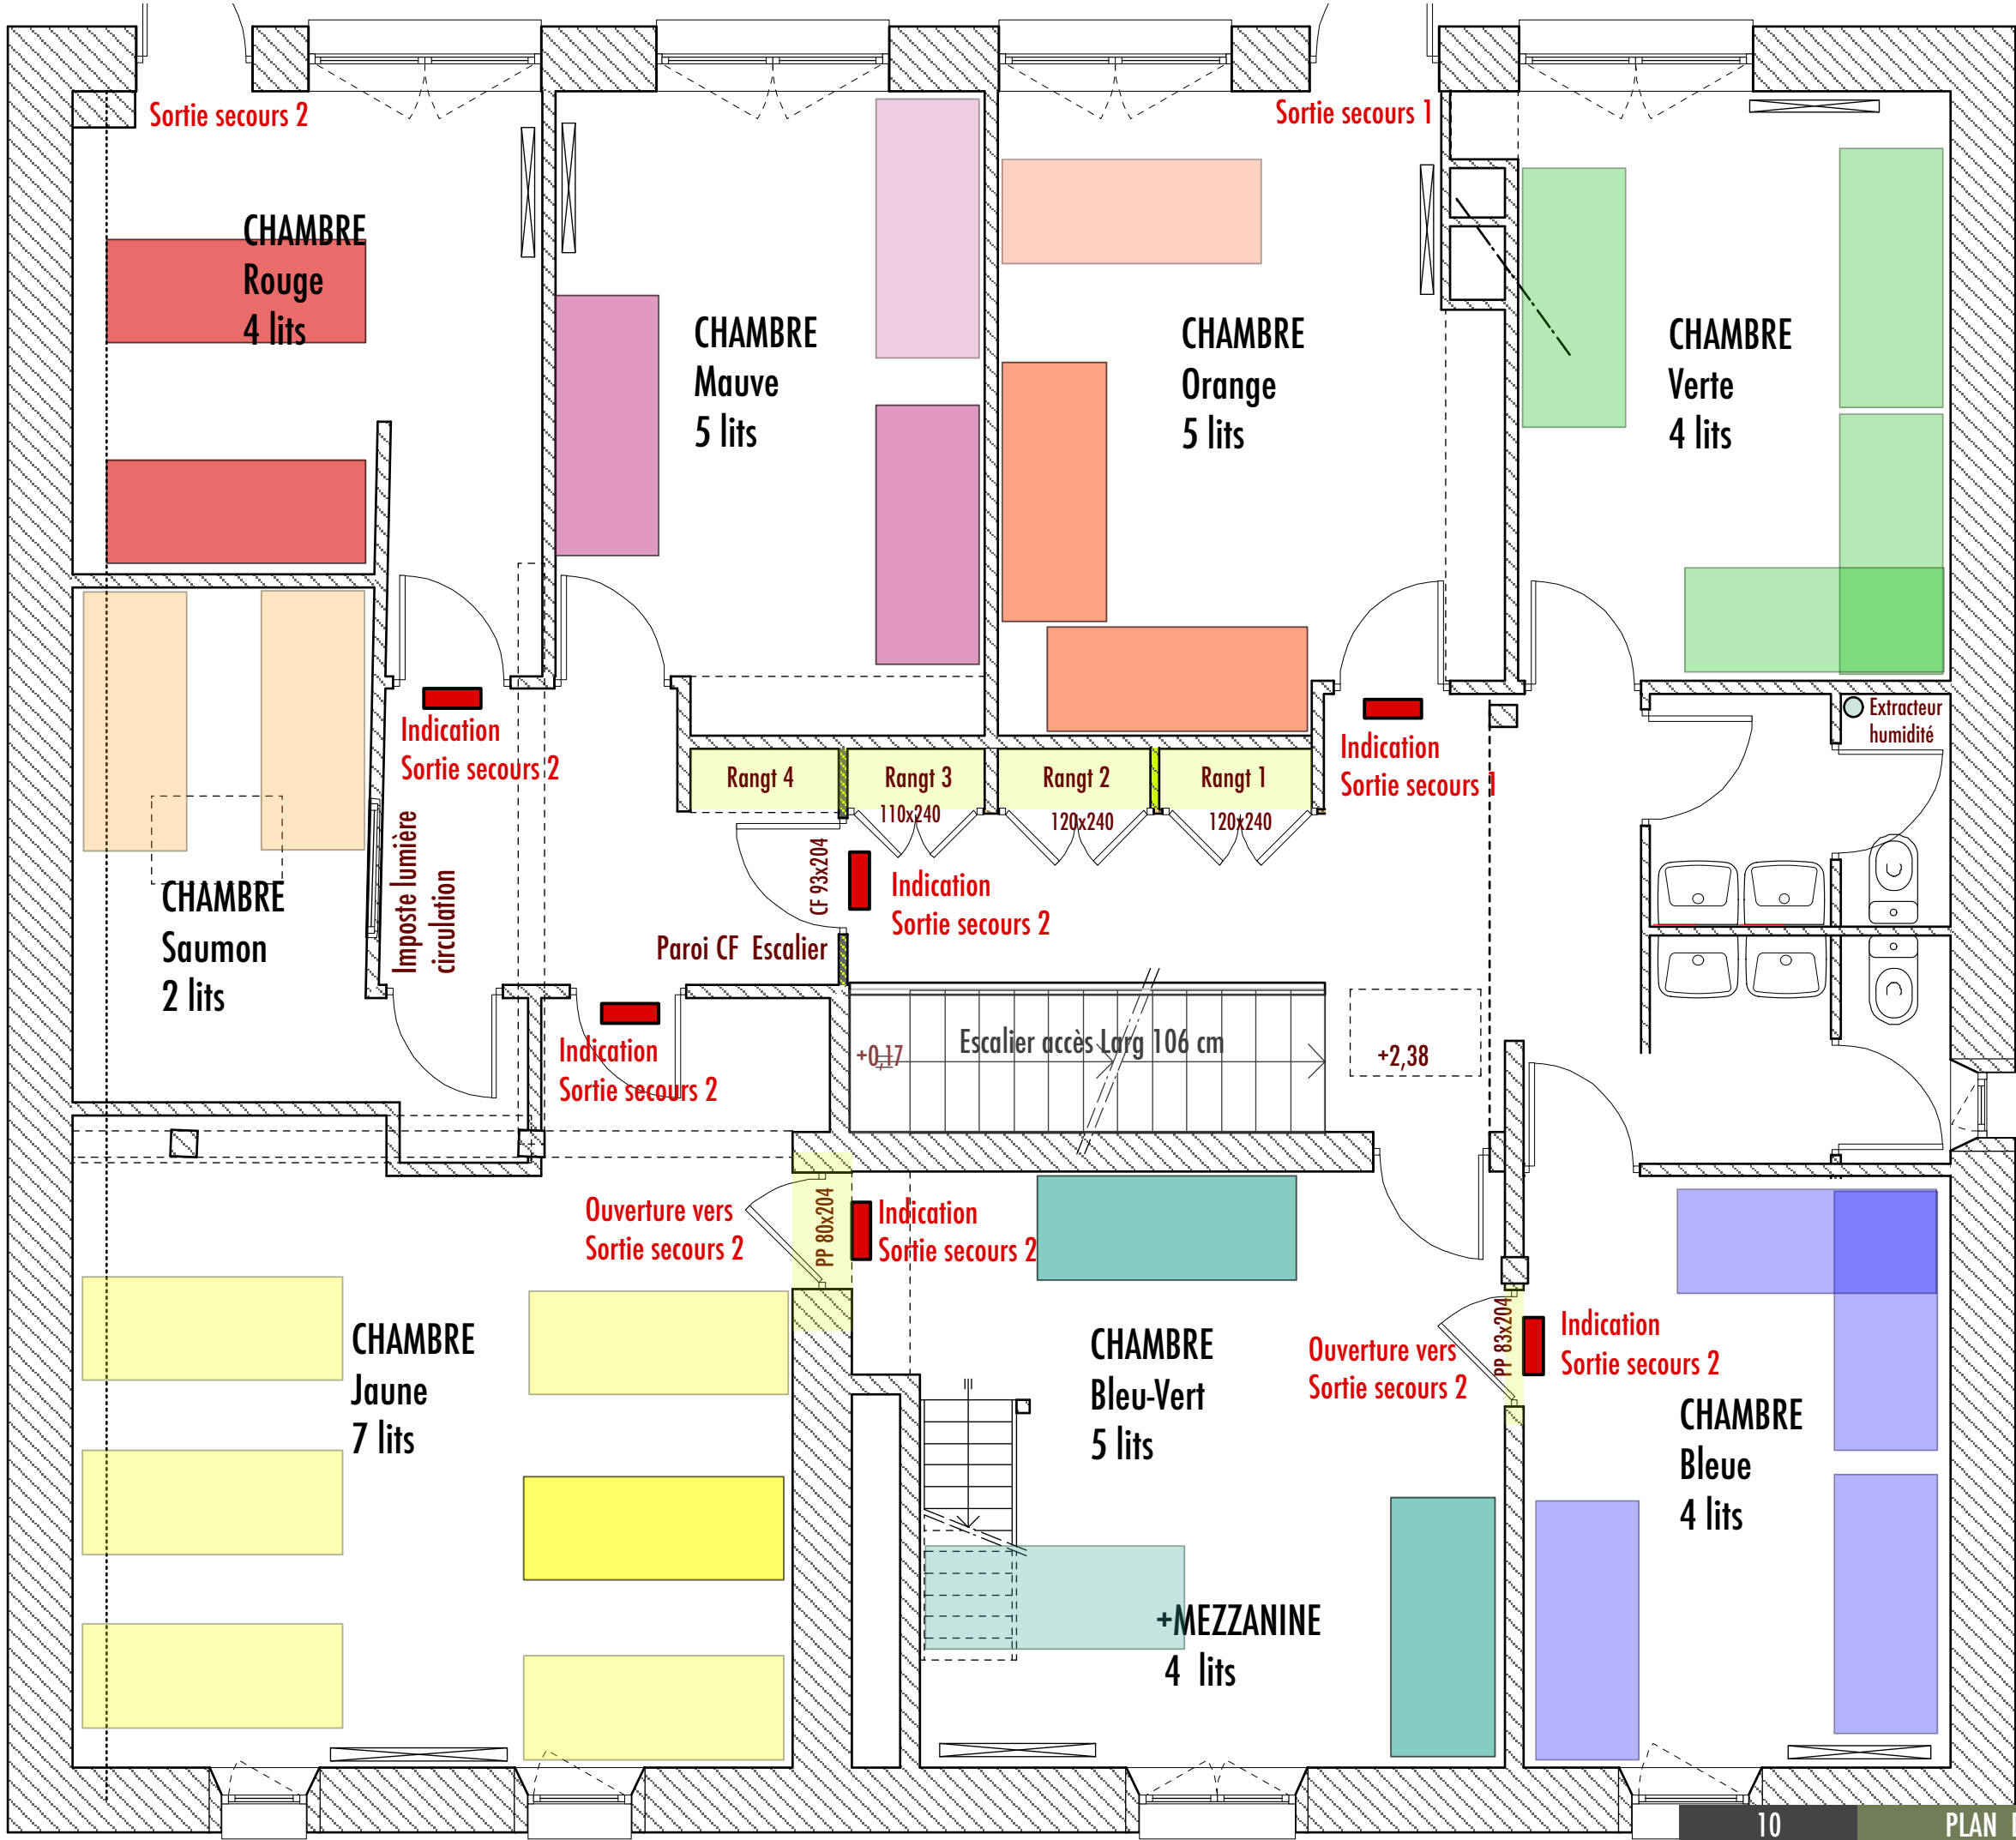 Sortie secours 2
Sortie secours 1
CHAMBRE
Rouge
4 lits
CHAMBRE
Mauve
5 lits
CHAMBRE
Orange
5 lits
CHAMBRE
Verte
4 lits
Indication
Sortie secours 2
Rangt 4
Rangt 3
Rangt 2
Rangt 1
110x240
120x240
120x240
Indication
Sortie secours 1
Extracteur
humidité
CHAMBRE
Saumon
2 lits
Imposte lumière
circulation
CF 93x204
Indication
Sortie secours 2
Paroi CF Escalier
Indication
Sortie secours 2
+0,17
Escalier accès Larg 106 cm
+2,38
Ouverture vers
Sortie secours 2
PP 80x204
Indication
Sortie secours 2
CHAMBRE
Jaune
7 lits
CHAMBRE
Bleu-Vert
5 lits
Ouverture vers
Sortie secours 2
PP 83x204
Indication
Sortie secours 2
CHAMBRE
Bleue
4 lits
+MEZZANINE
4 lits
10
PLAN